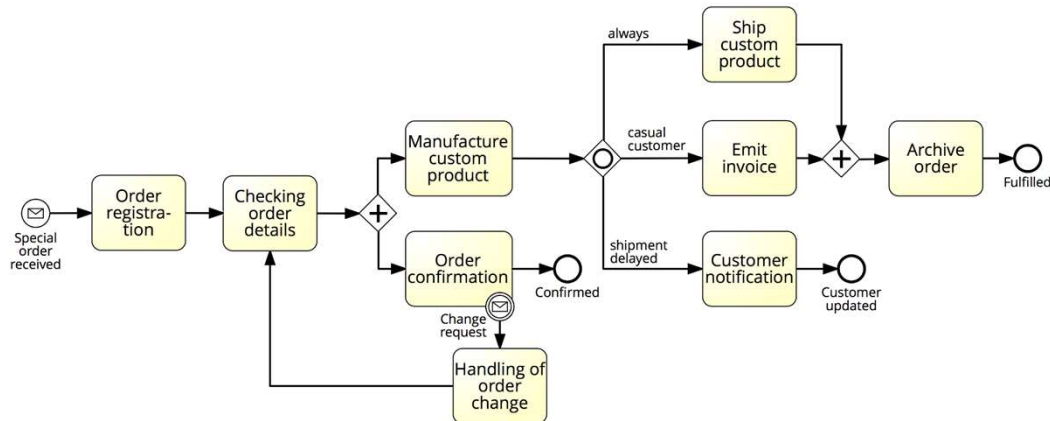 Special
order
received
Order
registra-
tion
Checking
order
details
Manufacture
custom
product
Order
confirmation
Confirmed
Change
request
Handling of
order
change
always
casual
customer
shipment
delayed
Ship
custom
product
Emit
invoice
Customer
notification
Customer
updated
Archive
order
Fulfilled